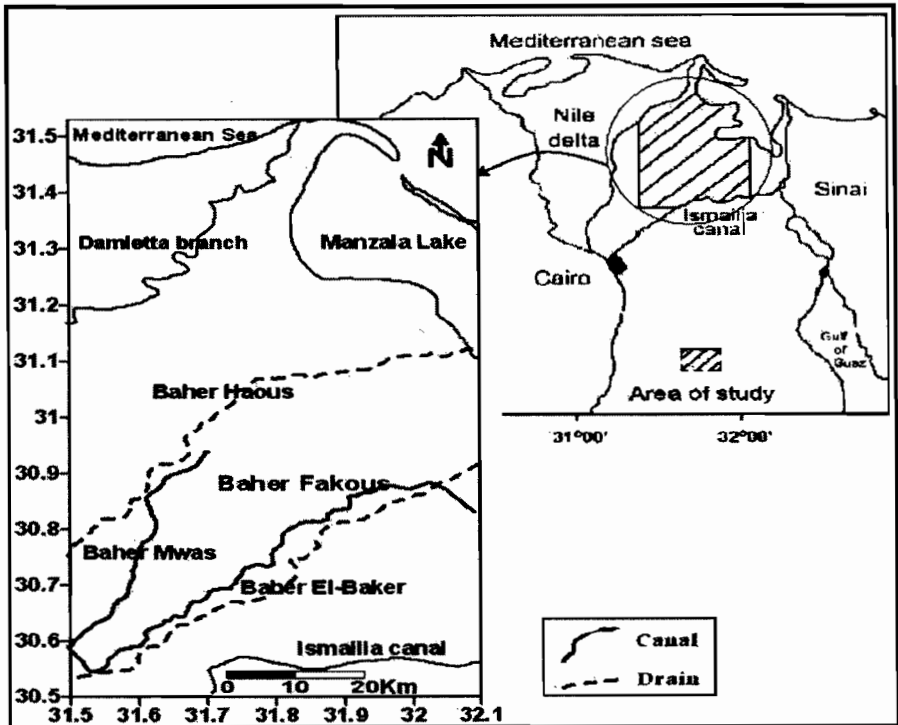 Mediterranean sea
Nile
delta
Sinai
Ismailia
canal
Cairo
Gulf
of
Suez
Area of study
31°00'
32°00'
31.5
31.4
31.3
31.2
31.1
31
30.9
30.8
30.7
30.6
30.5
Mediterranean Sea
N
Damietta branch
Manzala Lake
Baher Haous
Baher Fakous
Baher Mwas
Baher El-Baker
Ismailia canal
0 10 20Km
31.5 31.6 31.7 31.8 31.9 32 32.1
Canal
Drain